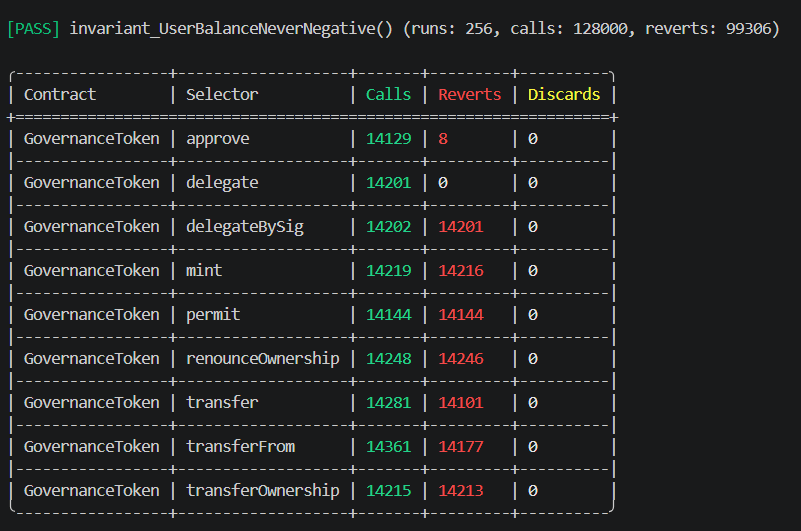 [PASS] invariant_UserBalanceNeverNegative() (runs: 256, calls: 128000, reverts: 99306)
| Contract | Selector | Calls | Reverts | Discards |
| GovernanceToken | approve | 14129 | 8 | 0 |
| GovernanceToken | delegate | 14201 | 0 | 0 |
| GovernanceToken | delegateBySig | 14202 | 14201 | 0 |
| GovernanceToken | mint | 14219 | 14216 | 0 |
| GovernanceToken | permit | 14144 | 14144 | 0 |
| GovernanceToken | renounceOwnership | 14248 | 14246 | 0 |
| GovernanceToken | transfer | 14281 | 14101 | 0 |
| GovernanceToken | transferFrom | 14361 | 14177 | 0 |
| GovernanceToken | transferOwnership | 14215 | 14213 | 0 |